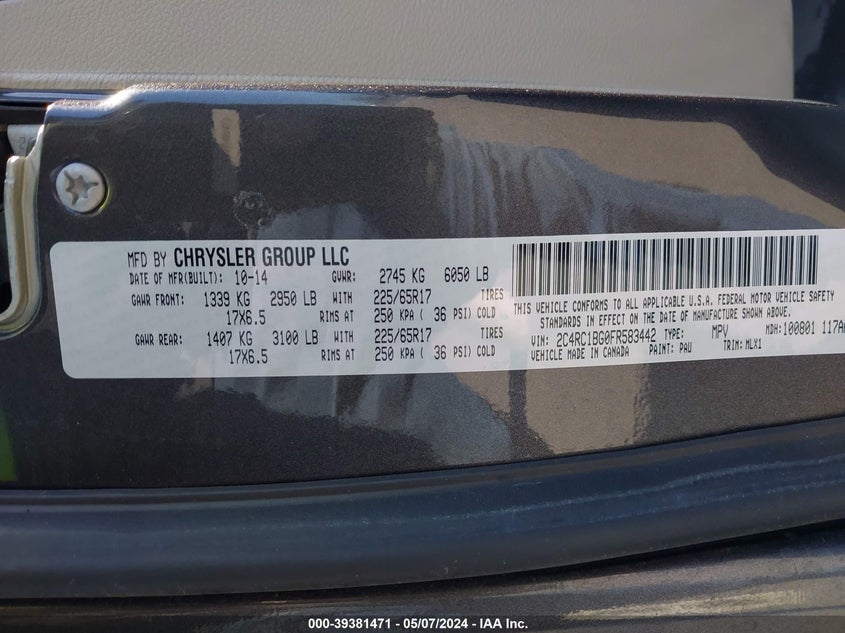 MFD BY CHRYSLER GROUP LLC
DATE OF MFR(BUILT): 10-14 GVWR: 2745 KG 6050 LB
GAWR FRONT: 1339 KG 2950 LB WITH 225/65R17 TIRES
17X6.5 RIMS AT 250 KPA ( 36 PSI) COLD
GAWR REAR: 1407 KG 3100 LB WITH 225/65R17 TIRES
17X6.5 RIMS AT 250 KPA ( 36 PSI) COLD
THIS VEHICLE CONFORMS TO ALL APPLICABLE U.S.A. FEDERAL MOTOR VEHICLE SAFETY
STANDARDS IN EFFECT ON THE DATE OF MANUFACTURE SHOWN ABOVE.
VIN: 2C4RC1BG0FR583442 TYPE: MPV MDH:100801 117A
VEHICLE MADE IN CANADA PAINT: PAU TRIM: MLX1
000-39381471 - 05/07/2024 - IAA Inc.